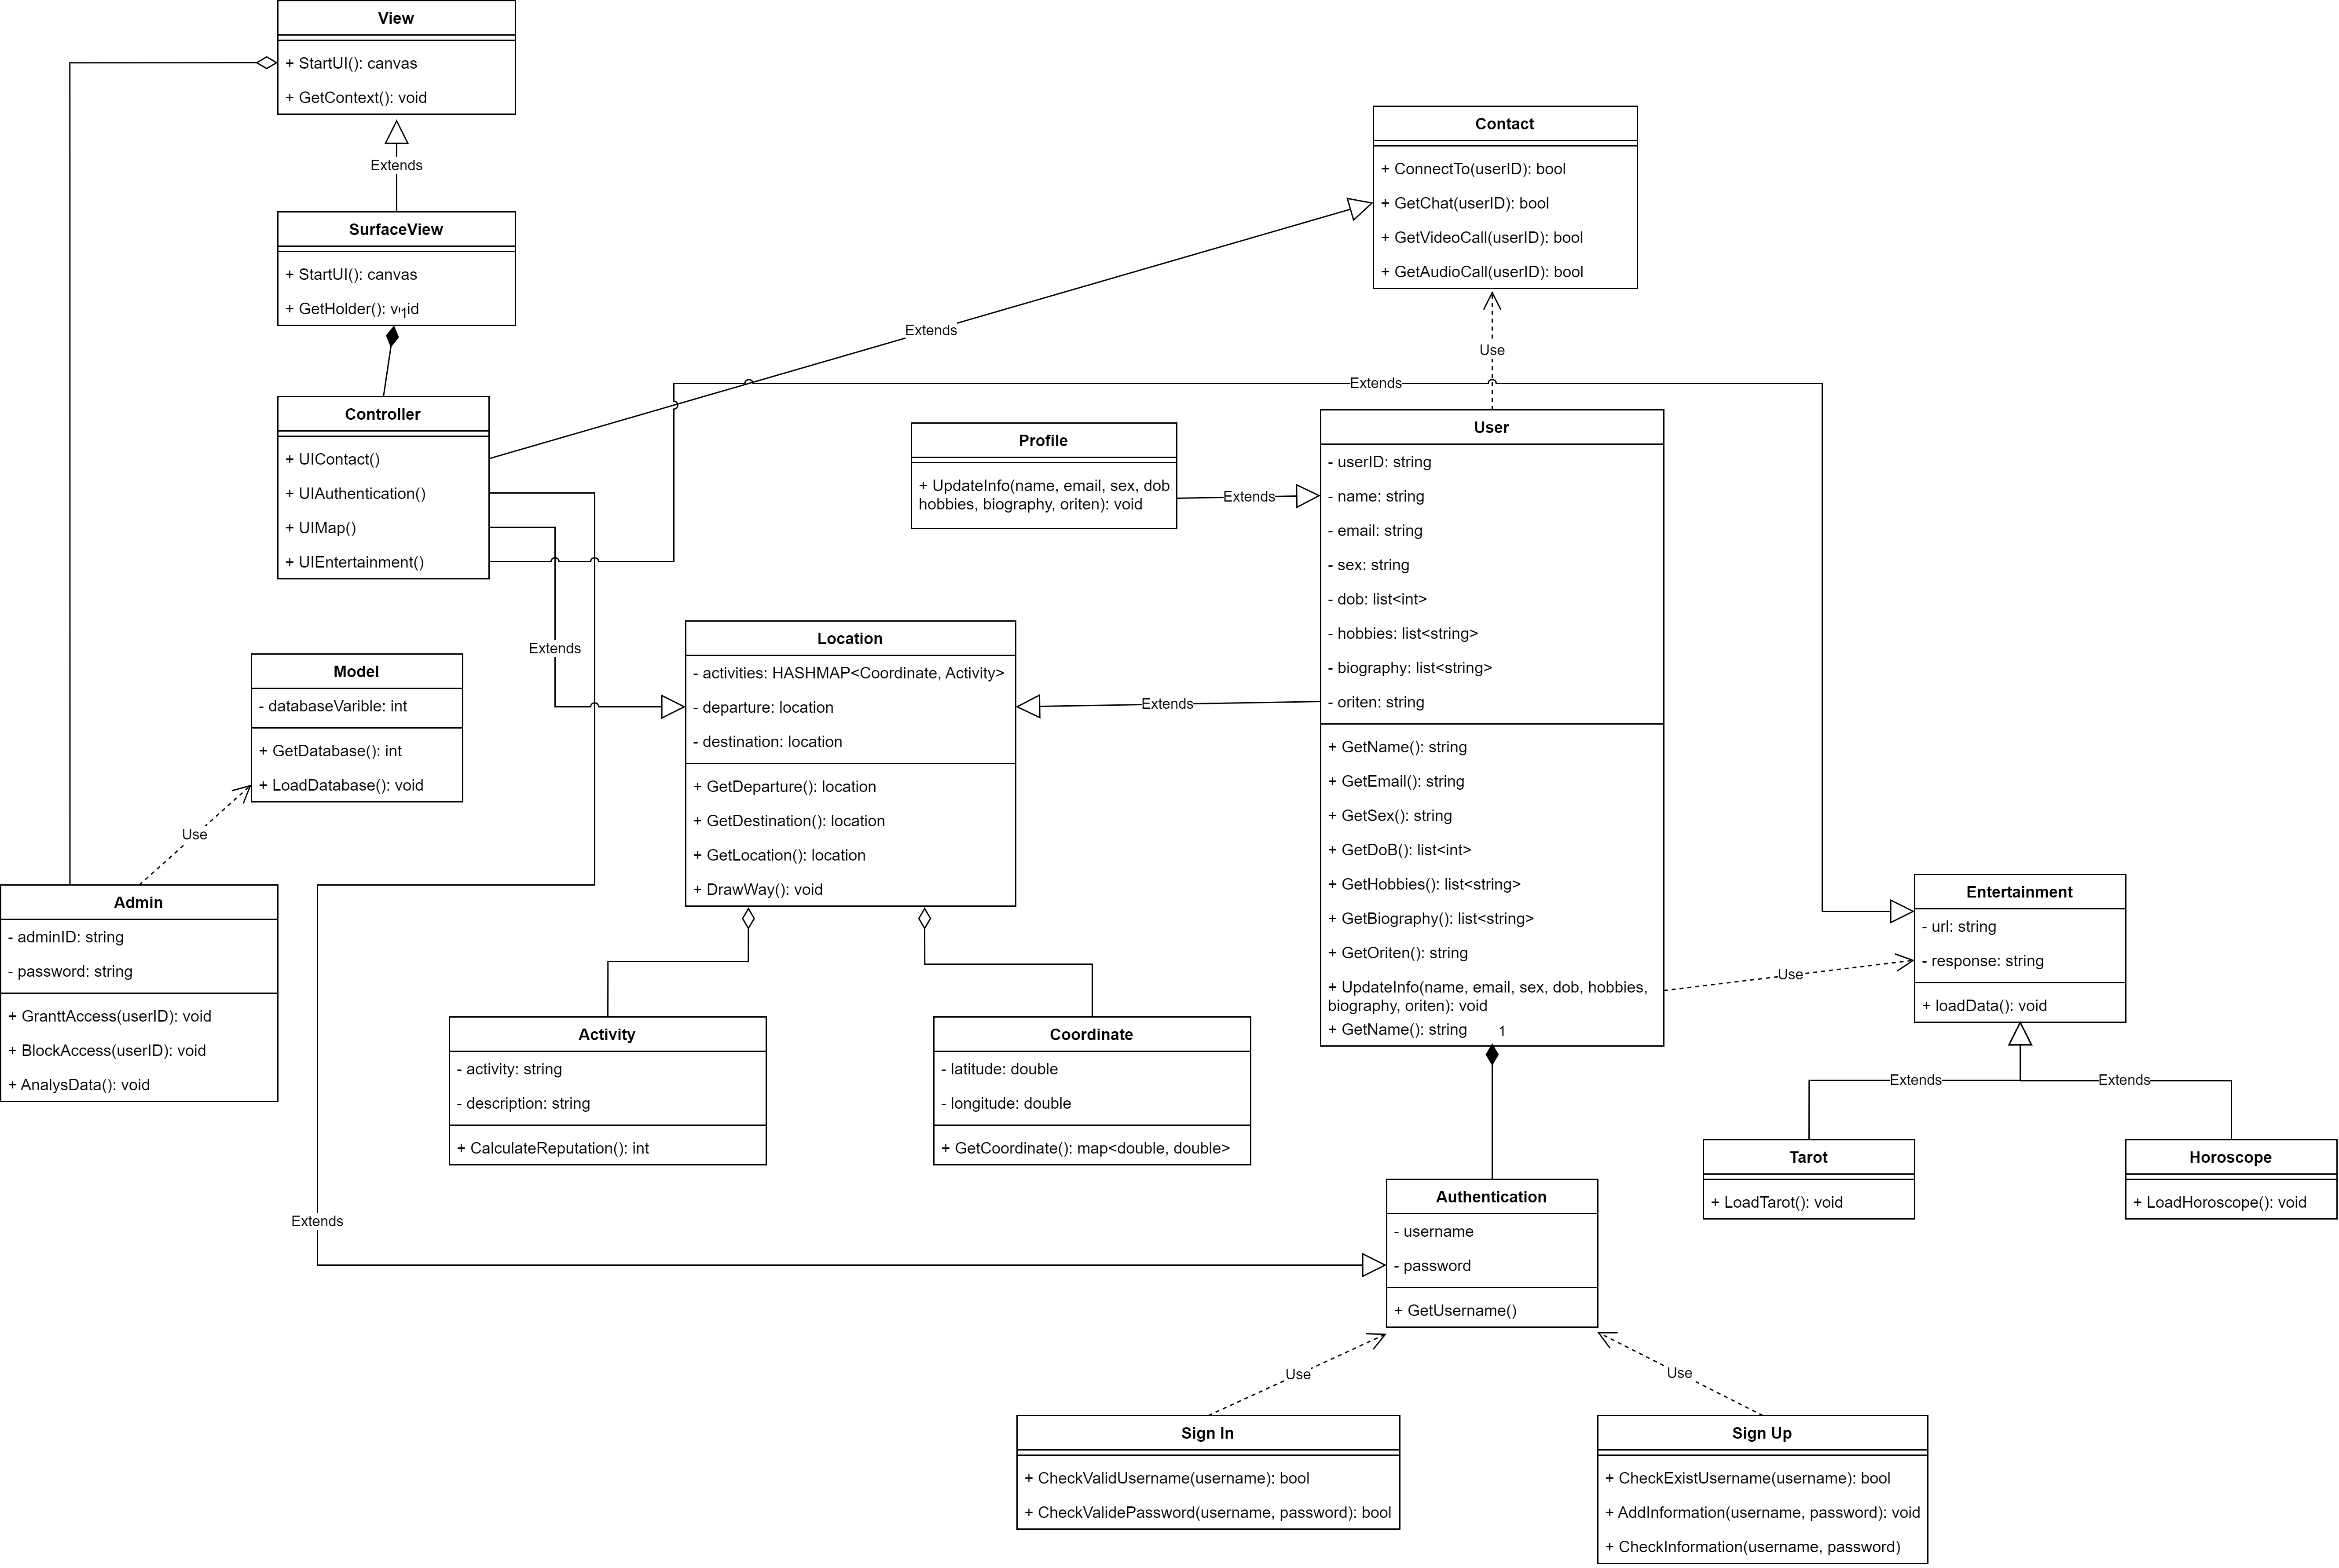 View
+ StartUI(): canvas
+ GetContext(): void
Extends
SurfaceView
+ StartUI(): canvas
+ GetHolder(): void
1
Controller
+ UIContact()
+ UIAuthentication()
+ UIMap()
+ UIEntertainment()
Contact
+ ConnectTo(userID): bool
+ GetChat(userID): bool
+ GetVideoCall(userID): bool
+ GetAudioCall(userID): bool
Extends
Use
Extends
Profile
+ UpdateInfo(name, email, sex, dob
hobbies, biography, oriten): void
Extends
User
- userID: string
- name: string
- email: string
- sex: string
- dob: list<int>
- hobbies: list<string>
- biography: list<string>
- oriten: string
+ GetName(): string
+ GetEmail(): string
+ GetSex(): string
+ GetDoB(): list<int>
+ GetHobbies(): list<string>
+ GetBiography(): list<string>
+ GetOriten(): string
+ UpdateInfo(name, email, sex, dob, hobbies,
biography, oriten): void
+ GetName(): string
1
Extends
Location
- activities: HASHMAP<Coordinate, Activity>
- departure: location
- destination: location
+ GetDeparture(): location
+ GetDestination(): location
+ GetLocation(): location
+ DrawWay(): void
Extends
Model
- databaseVarible: int
+ GetDatabase(): int
+ LoadDatabase(): void
Use
Admin
- adminID: string
- password: string
+ GranttAccess(userID): void
+ BlockAccess(userID): void
+ AnalysData(): void
Activity
- activity: string
- description: string
+ CalculateReputation(): int
Coordinate
- latitude: double
- longitude: double
+ GetCoordinate(): map<double, double>
Use
Entertainment
- url: string
- response: string
+ loadData(): void
Extends
Extends
Tarot
+ LoadTarot(): void
Horoscope
+ LoadHoroscope(): void
Extends
Authentication
- username
- password
+ GetUsername()
Use
Use
Sign In
+ CheckValidUsername(username): bool
+ CheckValidePassword(username, password): bool
Sign Up
+ CheckExistUsername(username): bool
+ AddInformation(username, password): void
+ CheckInformation(username, password)